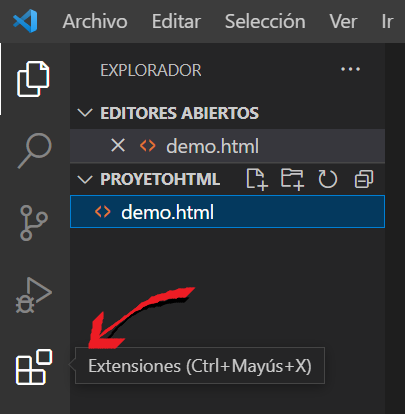 Archivo Editar Selección Ver Ir
EXPLORADOR
EDITORES ABIERTOS
demo.html
PROYETOHTML
demo.html
Extensiones (Ctrl+Mayús+X)